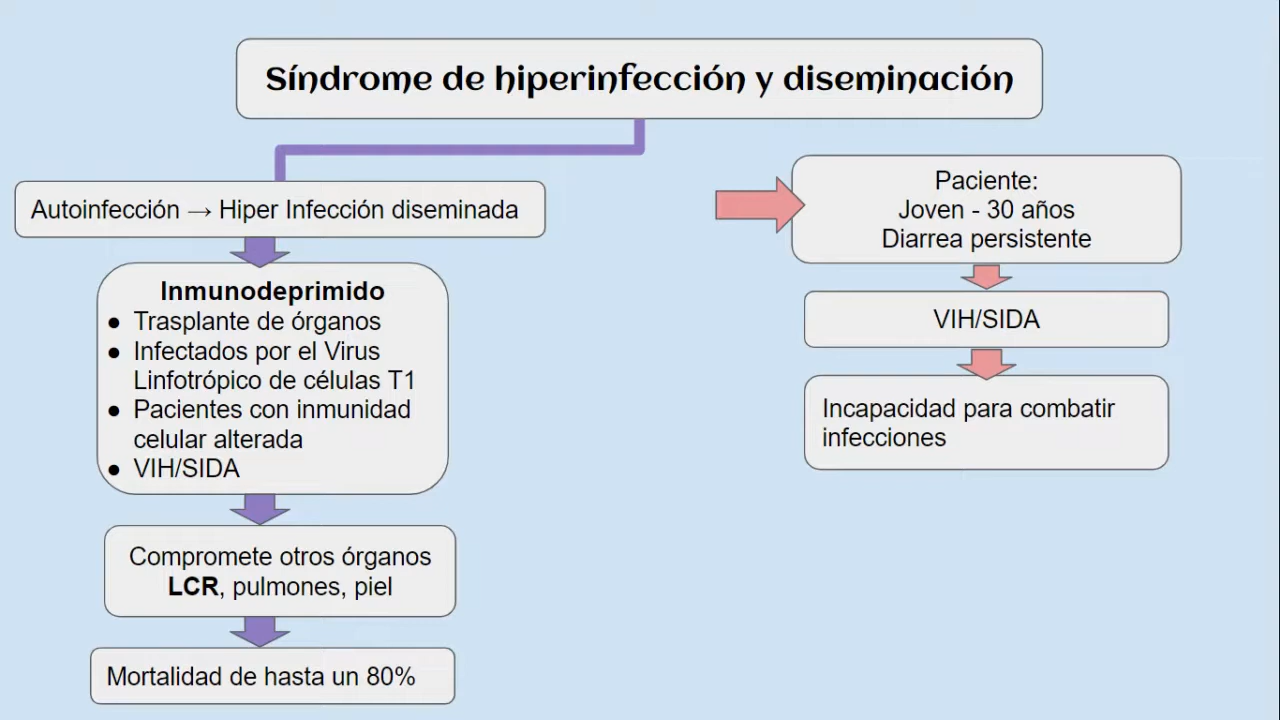 Síndrome de hiperinfección y diseminación
Autoinfección → Hiper Infección diseminada
Inmunodeprimido
● Trasplante de órganos
● Infectados por el Virus
Linfotrópico de células T1
● Pacientes con inmunidad
celular alterada
● VIH/SIDA
Compromete otros órganos
LCR, pulmones, piel
Mortalidad de hasta un 80%
Paciente:
Joven - 30 años
Diarrea persistente
VIH/SIDA
Incapacidad para combatir
infecciones